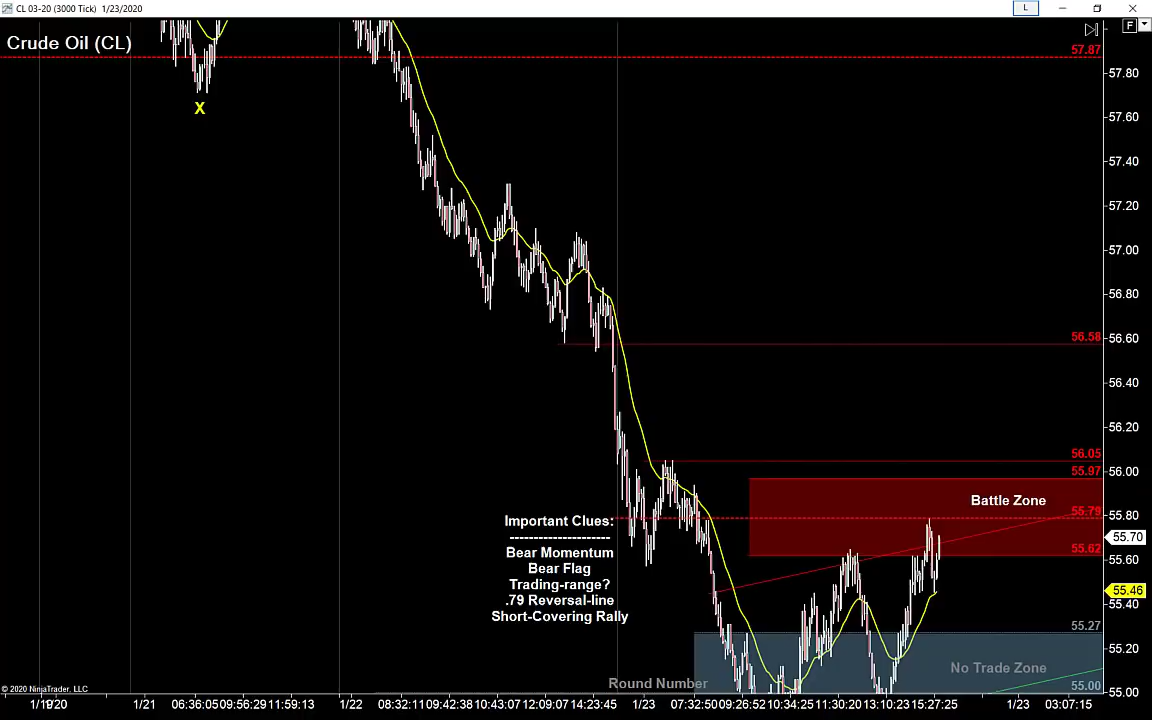 CL 03-20 (3000 Tick) 1/23/2020
L
F
Crude Oil (CL)
57.87
57.80
X
57.60
57.40
57.20
57.00
56.80
56.58
56.60
56.40
56.20
56.05
55.97
56.00
Battle Zone
55.79
55.80
Important Clues:
---------------------
Bear Momentum
Bear Flag
Trading-range?
.79 Reversal-line
Short-Covering Rally
55.70
55.62
55.60
55.46
55.40
55.27
55.20
No Trade Zone
Round Number
55.00
55.00
© 2020 NinjaTrader, LLC
1/21 06:36:05 09:56:29 11:59:13 1/22 08:32:11 09:42:38 10:43:07 12:09:07 14:23:45 1/23 07:32:50 09:26:52 10:34:25 11:30:20 13:10:23 15:27:25 1/23 03:07:15